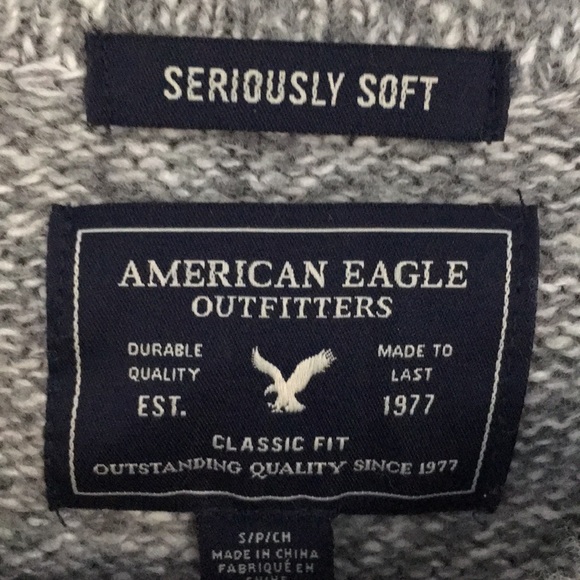 SERIOUSLY SOFT
AMERICAN EAGLE
OUTFITTERS
DURABLE QUALITY
MADE TO LAST
EST. 1977
CLASSIC FIT
OUTSTANDING QUALITY SINCE 1977
S/P/CH
MADE IN CHINA
FABRIQUÉ EN
CHINE